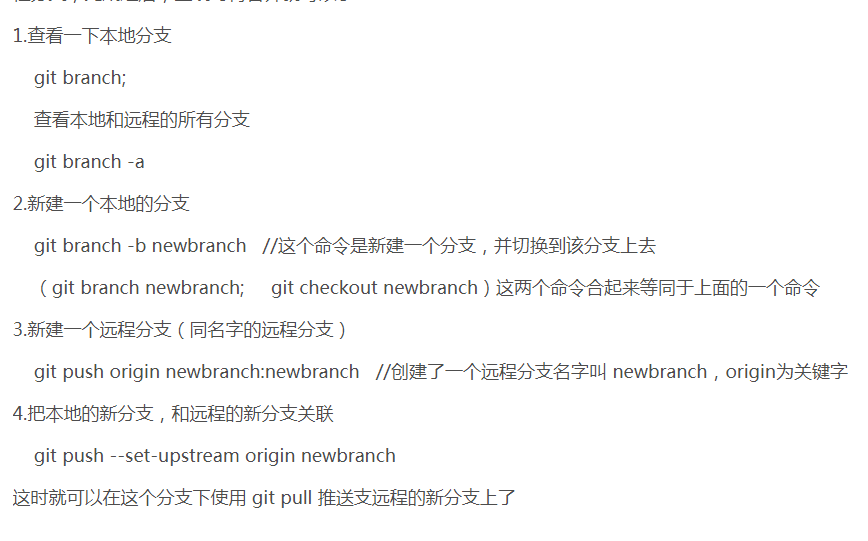 1.查看一下本地分支
git branch;
查看本地和远程的所有分支
git branch -a
2.新建一个本地的分支
git branch -b newbranch //这个命令是新建一个分支，并切换到该分支上去
（git branch newbranch; git checkout newbranch）这两个命令合起来等同于上面的一个命令
3.新建一个远程分支（同名字的远程分支）
git push origin newbranch:newbranch //创建了一个远程分支名字叫 newbranch，origin为关键字
4.把本地的新分支，和远程的新分支关联
git push --set-upstream origin newbranch
这时就可以在这个分支下使用 git pull 推送支远程的新分支上了